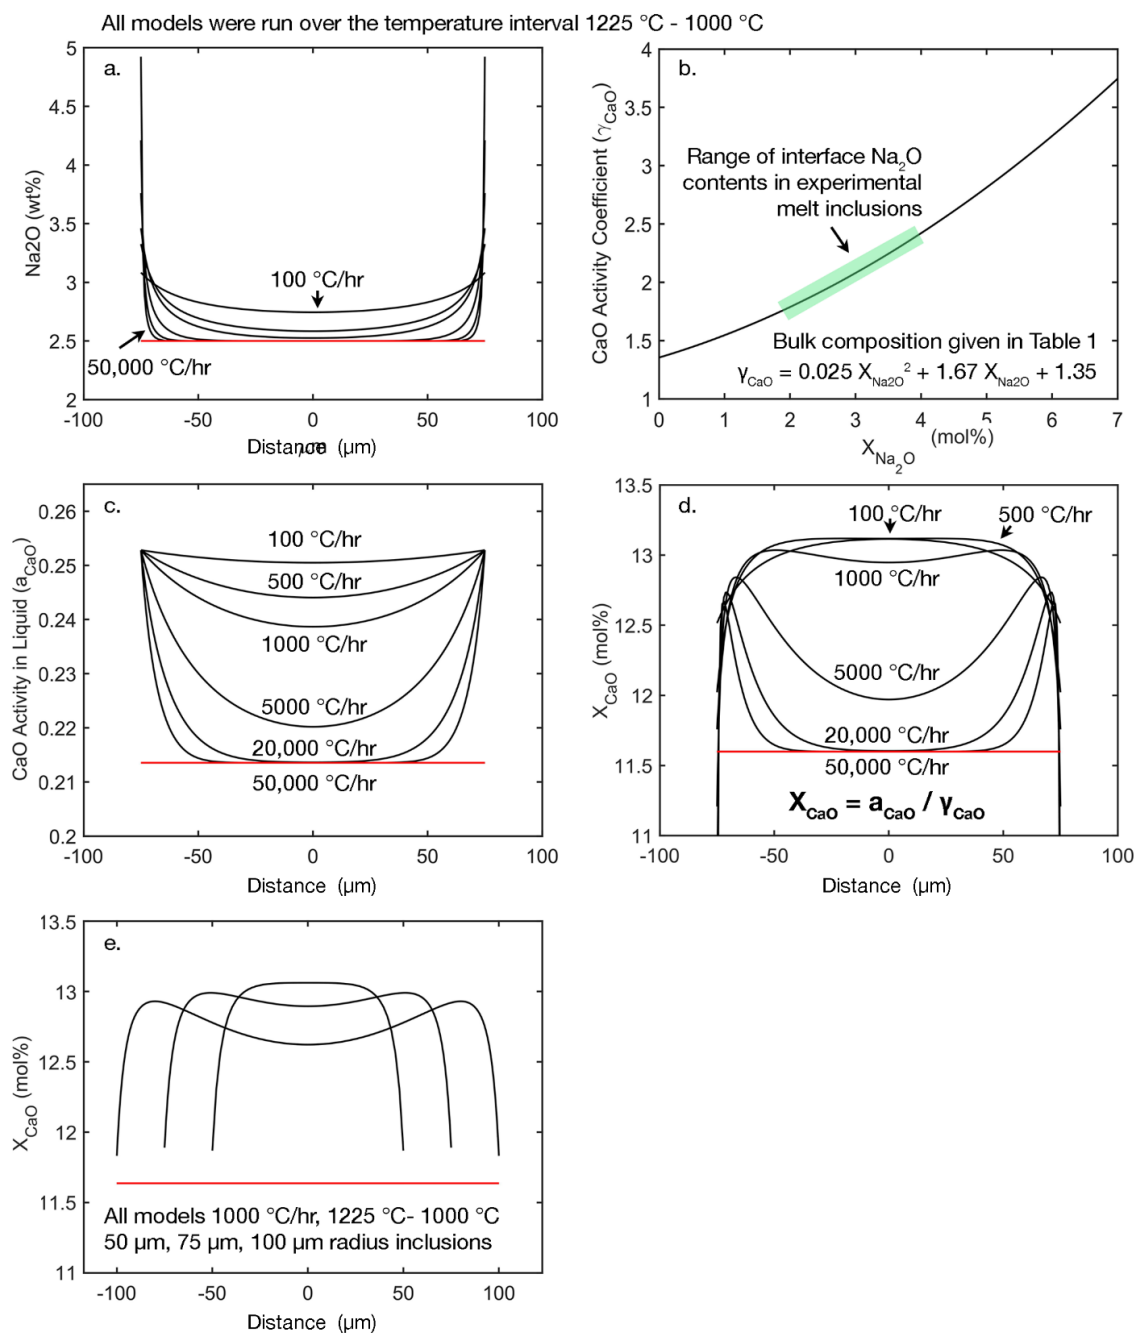 All models were run over the temperature interval 1225 °C - 1000 °C
a.
5
4.5
4
3.5
3
2.5
2
Na2O (wt%)
100 °C/hr
50,000 °C/hr
-100
-50
0
50
100
Distance (µm)
b.
4
3.5
3
2.5
2
1.5
1
CaO Activity Coefficient (γCaO)
Range of interface Na2O
contents in experimental
melt inclusions
Bulk composition given in Table 1
γCaO = 0.025 XNa2O² + 1.67 XNa2O + 1.35
0
1
2
3
4
5
6
7
XNa2O (mol%)
c.
0.26
0.25
0.24
0.23
0.22
0.21
0.2
CaO Activity in Liquid (aCaO)
100 °C/hr
500 °C/hr
1000 °C/hr
5000 °C/hr
20,000 °C/hr
50,000 °C/hr
-100
-50
0
50
100
Distance (µm)
d.
13.5
13
12.5
12
11.5
11
XCaO (mol%)
100 °C/hr
500 °C/hr
1000 °C/hr
5000 °C/hr
20,000 °C/hr
50,000 °C/hr
XCaO = aCaO / γCaO
-100
-50
0
50
100
Distance (µm)
e.
13.5
13
12.5
12
11.5
11
XCaO (mol%)
All models 1000 °C/hr, 1225 °C- 1000 °C
50 µm, 75 µm, 100 µm radius inclusions
-100
-50
0
50
100
Distance (µm)